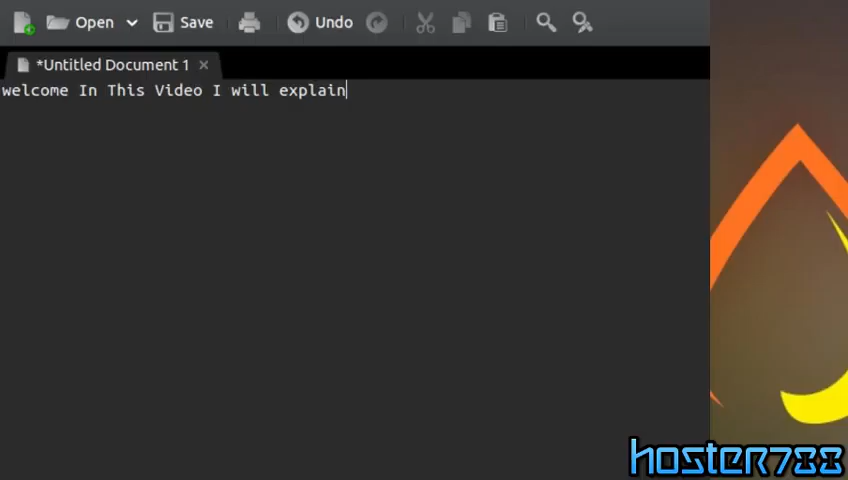 Open Save Undo
*Untitled Document 1
welcome In This Video I will explain
hoster788